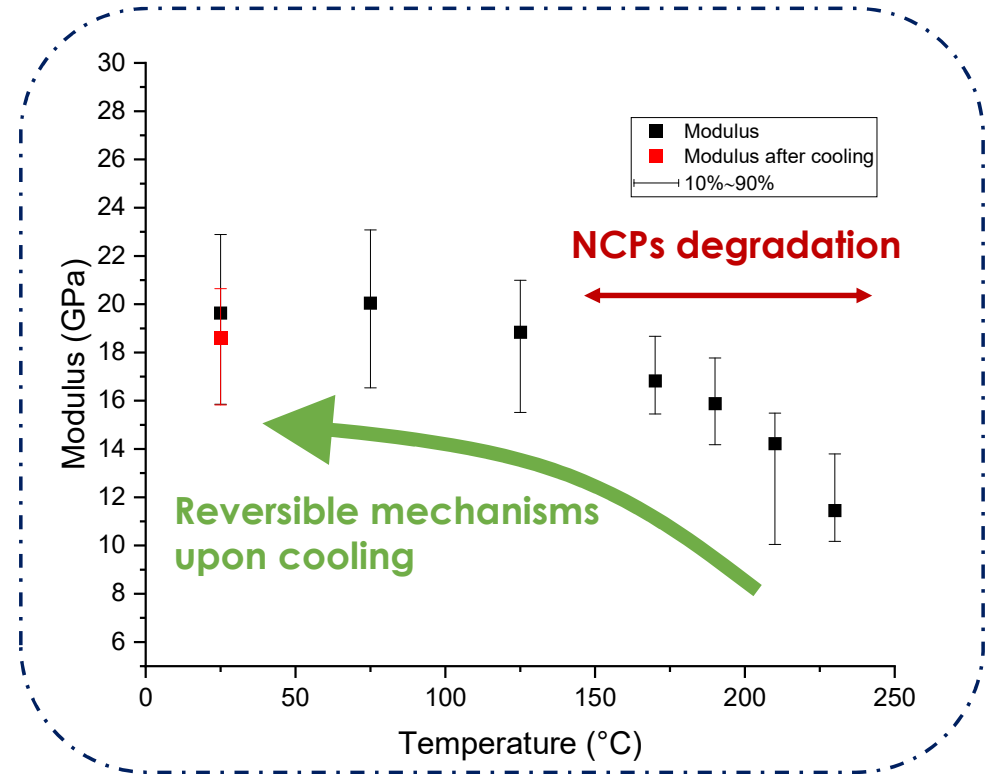 30
28
26
24
22
20
18
16
14
12
10
8
6
Modulus (GPa)
Modulus
Modulus after cooling
10%~90%
NCPs degradation
Reversible mechanisms
upon cooling
0
50
100
150
200
250
Temperature (°C)